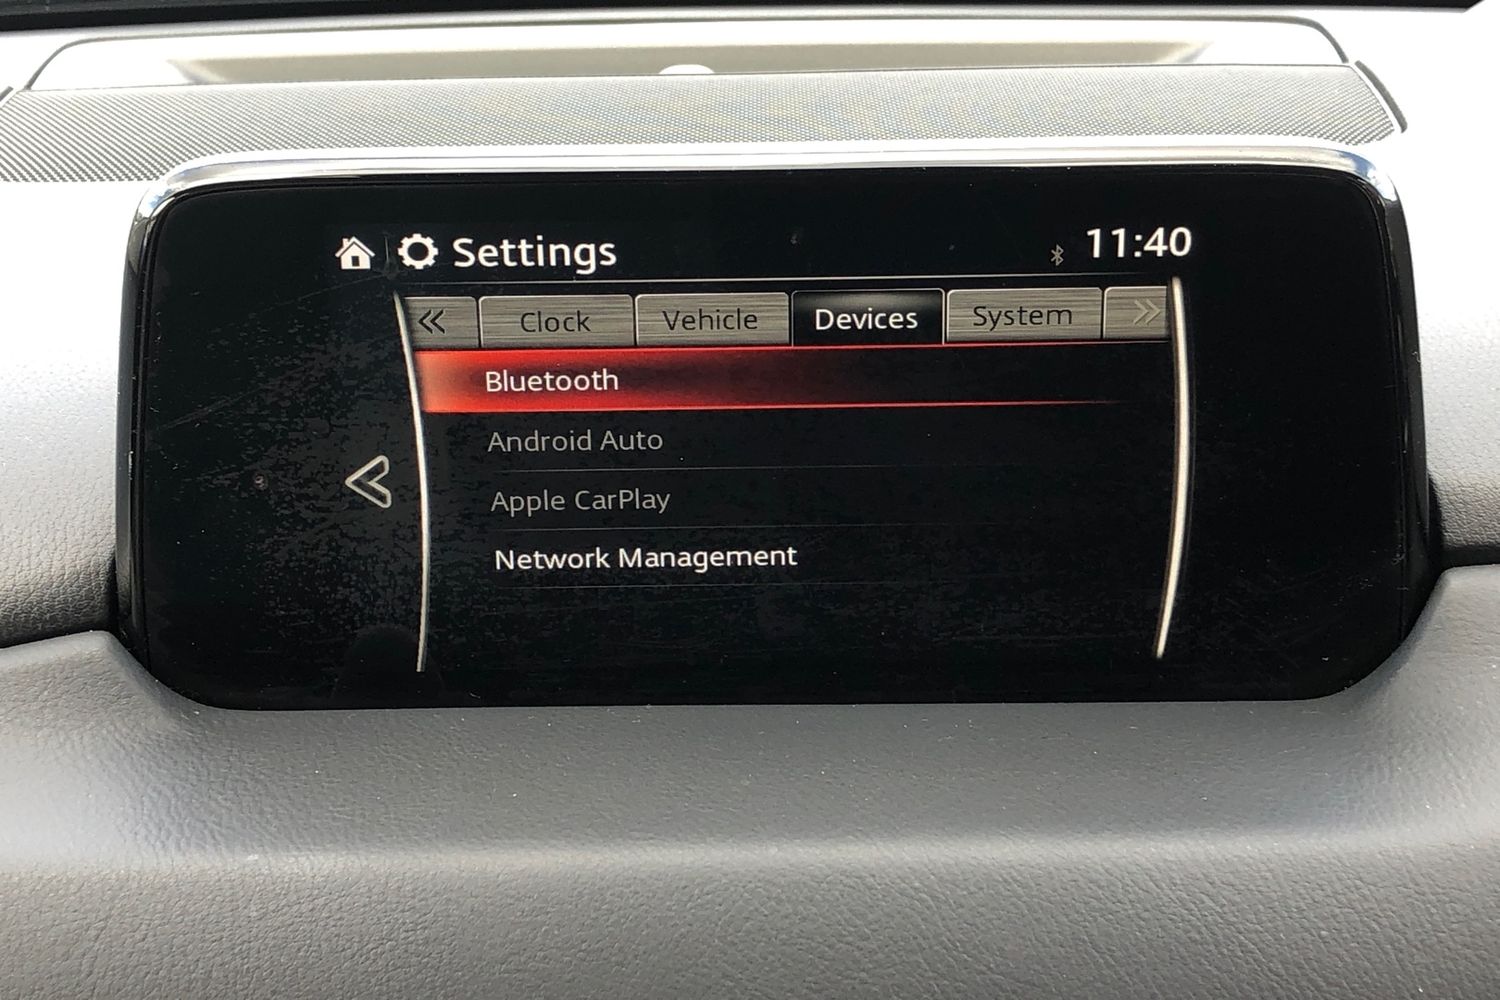 Settings 11:40
« Clock Vehicle Devices System »
Bluetooth
Android Auto
Apple CarPlay
Network Management